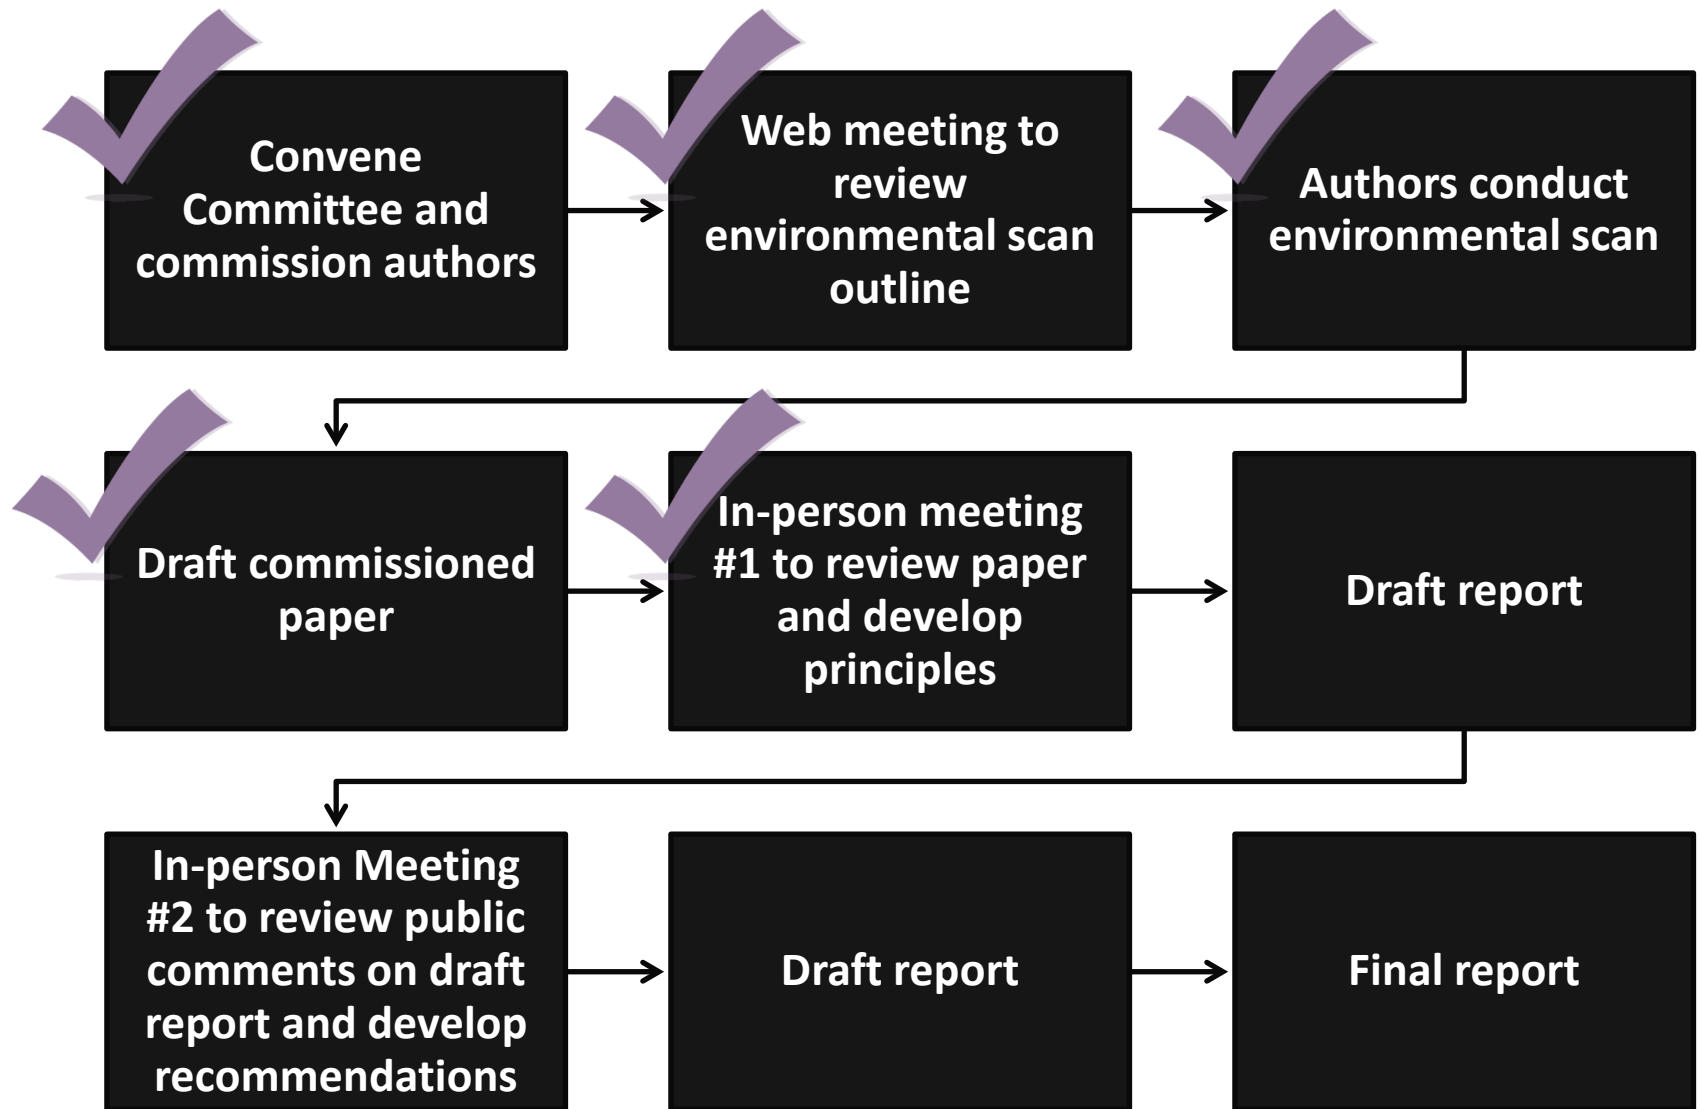 Convene
Committee and
commission authors
Web meeting to
review
environmental scan
outline
Authors conduct
environmental scan
Draft commissioned
paper
In-person meeting
#1 to review paper
and develop
principles
Draft report
In-person Meeting
#2 to review public
comments on draft
report and develop
recommendations
Draft report
Final report